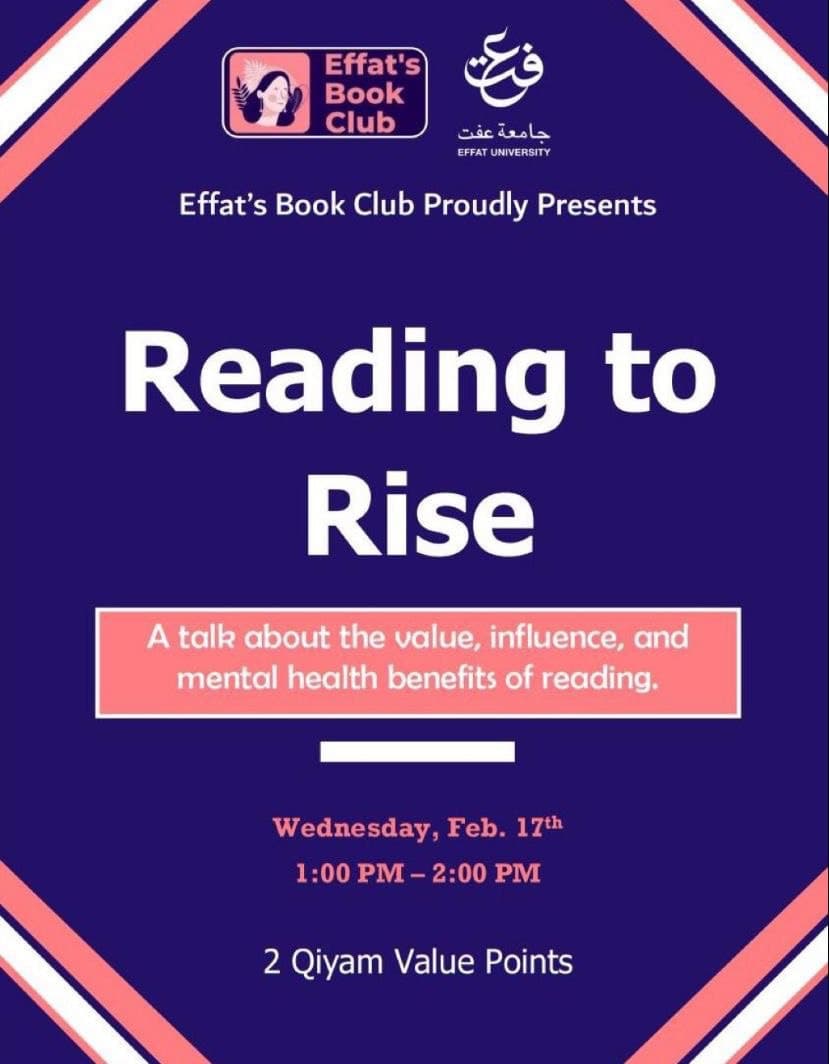 Effat's
Book
Club
جامعة عفت
EFFAT UNIVERSITY
Effat's Book Club Proudly Presents
Reading to
Rise
A talk about the value, influence, and
mental health benefits of reading.
Wednesday, Feb. 17th
1:00 PM – 2:00 PM
2 Qiyam Value Points